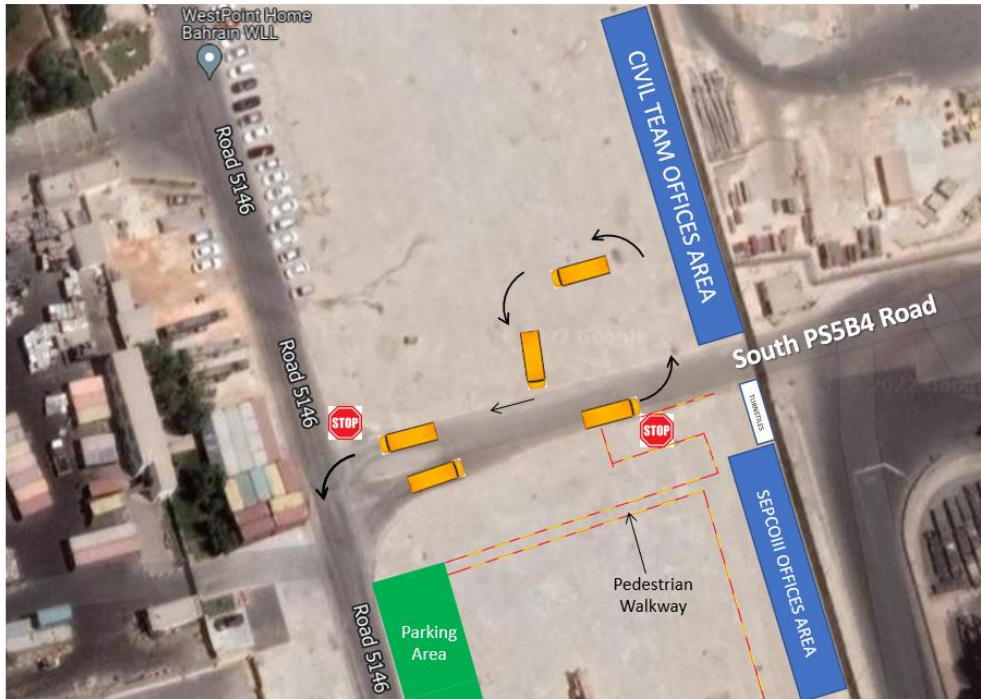 WestPoint Home
Bahrain WLL
CIVIL TEAM OFFICES AREA
Road 5146
Road 5146
South PS5B4 Road
STOP
STOP
TURNSTILES
SEPCOIII OFFICES AREA
Pedestrian
Walkway
Parking
Area
Road 5146